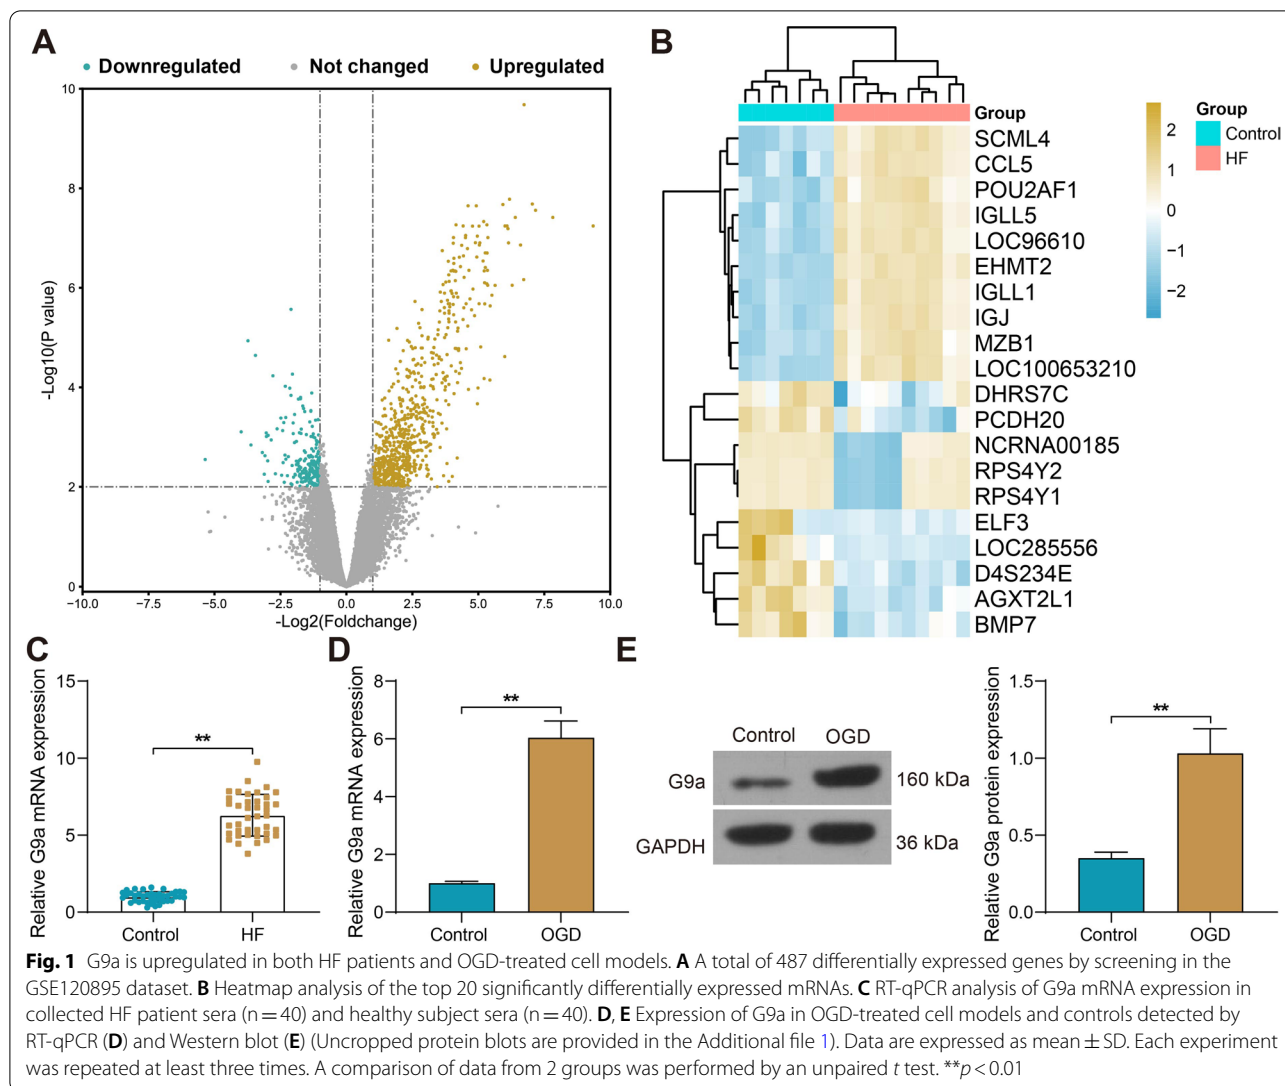 A
Downregulated Not changed Upregulated
10
8
6
4
2
0
-Log10(P value)
−10.0 −7.5 −5.0 −2.5 0.0 2.5 5.0 7.5 10.0
-Log2(Foldchange)
B
Group
SCML4
CCL5
POU2AF1
IGLL5
LOC96610
EHMT2
IGLL1
IGJ
MZB1
LOC100653210
DHRS7C
PCDH20
NCRNA00185
RPS4Y2
RPS4Y1
ELF3
LOC285556
D4S234E
AGXT2L1
BMP7
2
1
0
−1
−2
Group
Control
HF
C
Relative G9a mRNA expression
15
10
5
0
**
Control HF
D
Relative G9a mRNA expression
8
6
4
2
0
**
Control OGD
E
Control OGD
G9a 160 kDa
GAPDH 36 kDa
Relative G9a protein expression
1.5
1.0
0.5
0.0
**
Control OGD
Fig. 1 G9a is upregulated in both HF patients and OGD-treated cell models. A A total of 487 differentially expressed genes by screening in the
GSE120895 dataset. B Heatmap analysis of the top 20 significantly differentially expressed mRNAs. C RT-qPCR analysis of G9a mRNA expression in
collected HF patient sera (n = 40) and healthy subject sera (n = 40). D, E Expression of G9a in OGD-treated cell models and controls detected by
RT-qPCR (D) and Western blot (E) (Uncropped protein blots are provided in the Additional file 1). Data are expressed as mean ± SD. Each experiment
was repeated at least three times. A comparison of data from 2 groups was performed by an unpaired t test. **p < 0.01